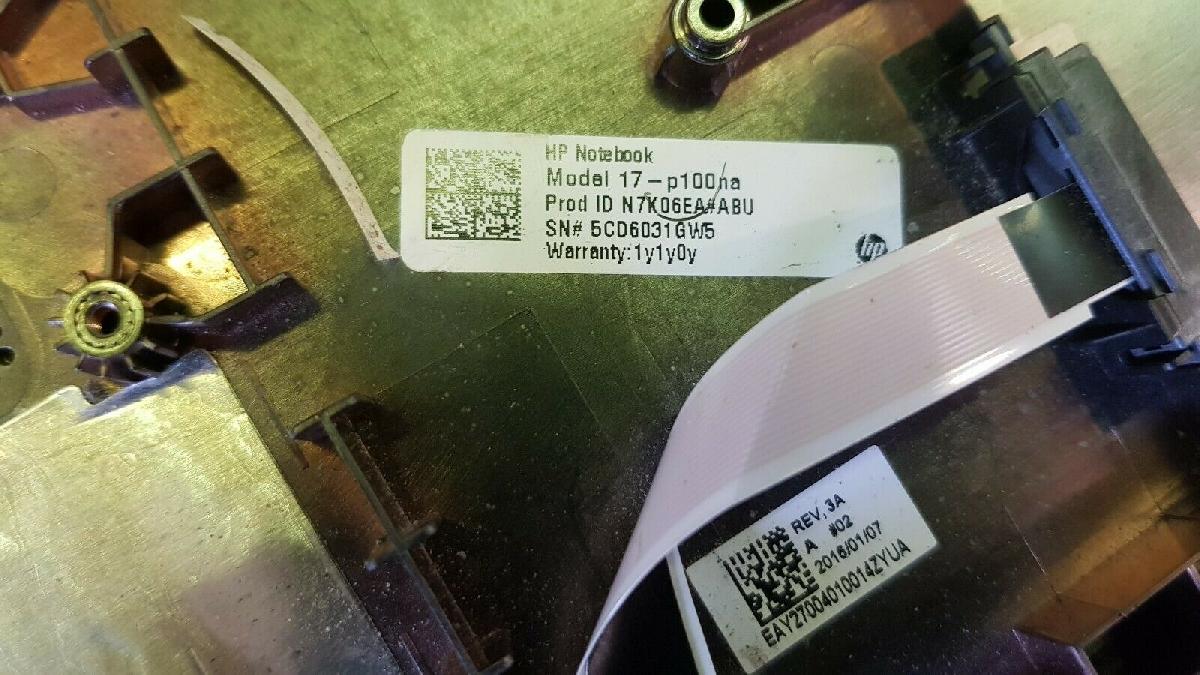 HP Notebook
Model 17-p100na
Prod ID N7K06EA#ABU
SN# 5CD6031GW5
Warranty:1y1y0y
hp
REV,3A
A #02
2016/01/07
EAY27004010014ZYUA